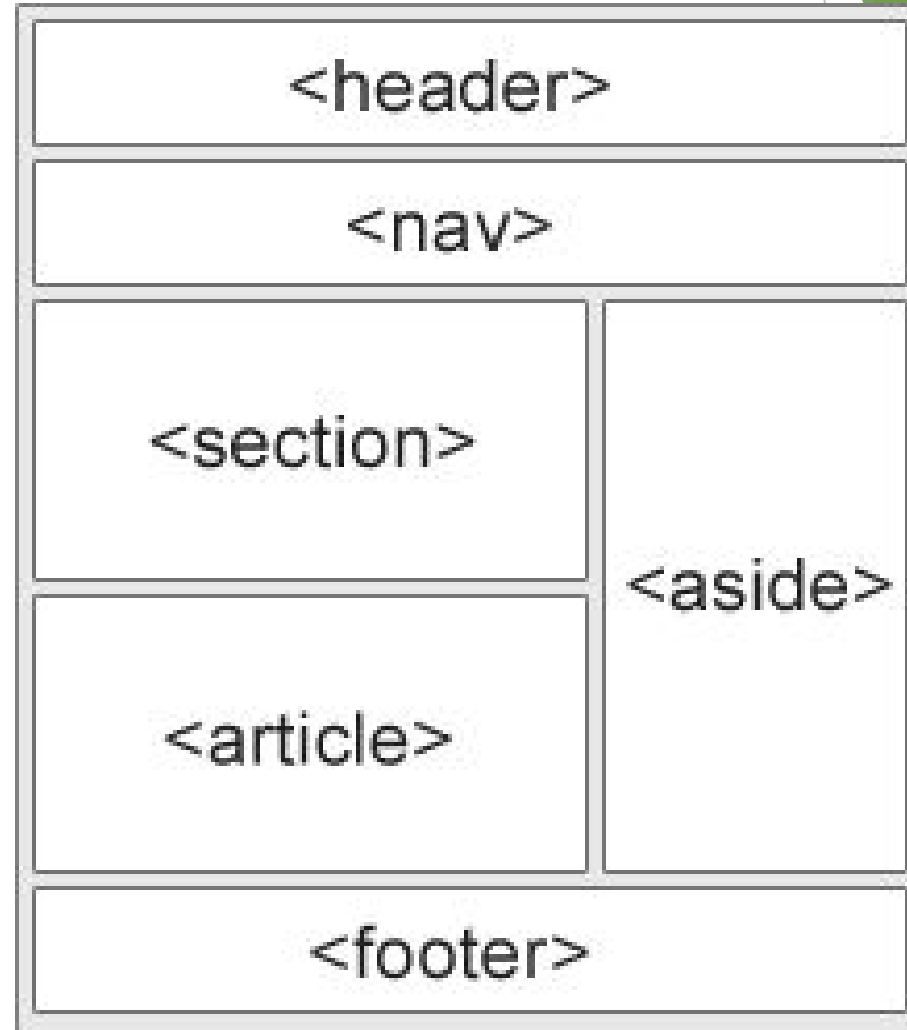 <header>
<nav>
<section>
<aside>
<article>
<footer>